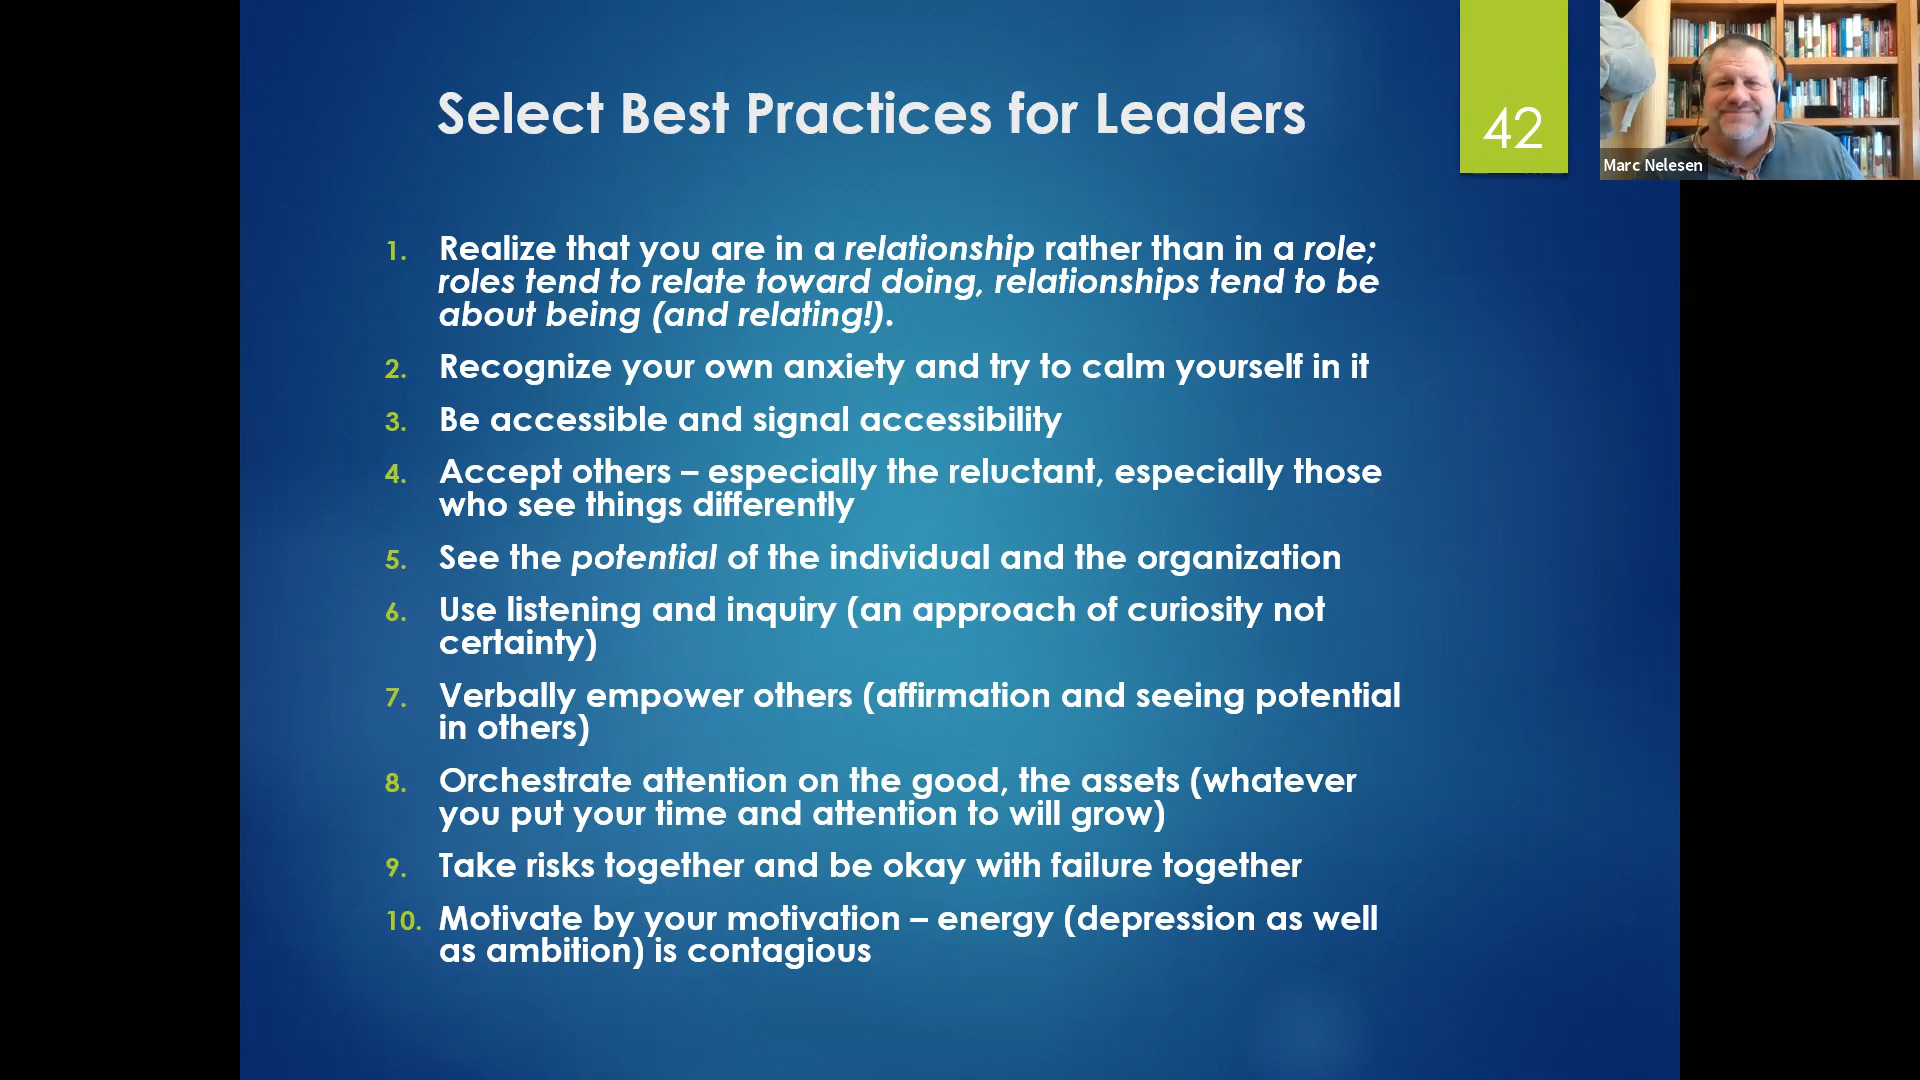 Select Best Practices for Leaders
42
Marc Nelesen
1. Realize that you are in a relationship rather than in a role;
roles tend to relate toward doing, relationships tend to be
about being (and relating!).
2. Recognize your own anxiety and try to calm yourself in it
3. Be accessible and signal accessibility
4. Accept others – especially the reluctant, especially those
who see things differently
5. See the potential of the individual and the organization
6. Use listening and inquiry (an approach of curiosity not
certainty)
7. Verbally empower others (affirmation and seeing potential
in others)
8. Orchestrate attention on the good, the assets (whatever
you put your time and attention to will grow)
9. Take risks together and be okay with failure together
10. Motivate by your motivation – energy (depression as well
as ambition) is contagious